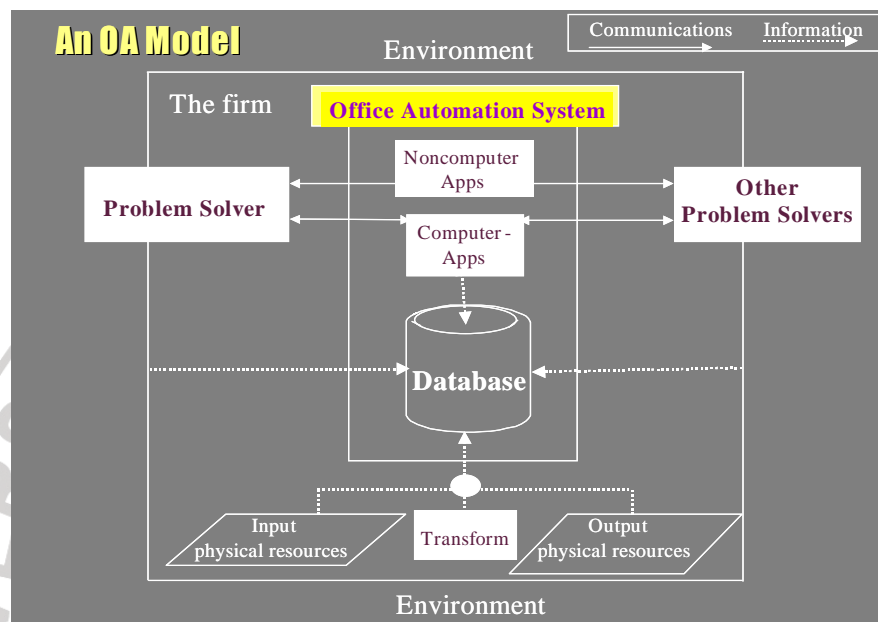 An OA Model
Communications Information
Environment
The firm
Office Automation System
Noncomputer
Apps
Problem Solver
Other
Problem Solvers
Computer -
Apps
Database
Input
physical resources
Transform
Output
physical resources
Environment